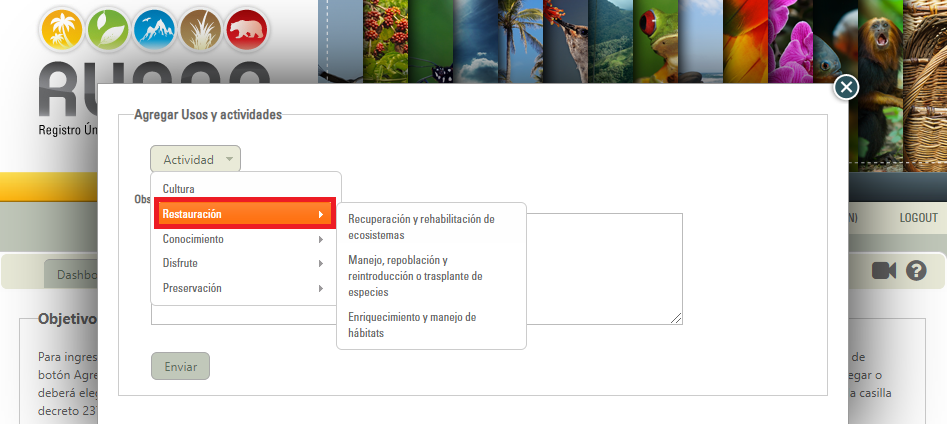 Registro Ún
Agregar Usos y actividades
Actividad
Obs
Cultura
Restauración
Conocimiento
Disfrute
Preservación
Recuperación y rehabilitación de
ecosistemas
Manejo, repoblación y
reintroducción o trasplante de
especies
Enriquecimiento y manejo de
hábitats
Enviar
N)
LOGOUT
Dashbo
?
Objetivo
Para ingres
de
botón Agre
egar o
deberá eleg
a casilla
decreto 237